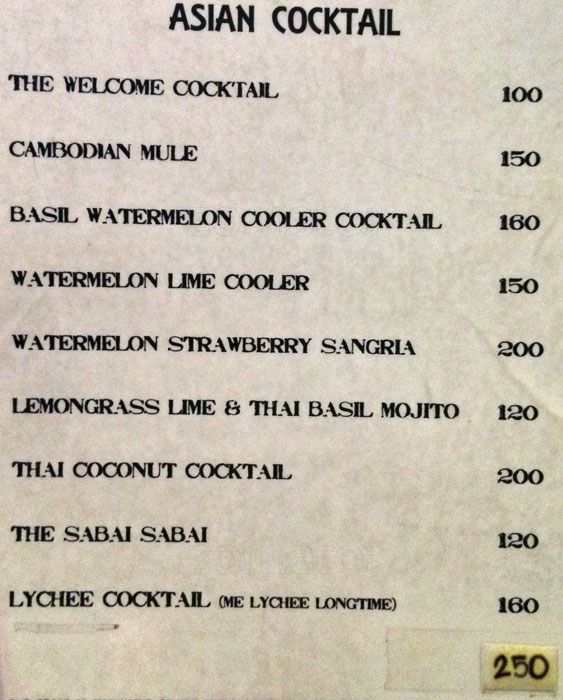 ASIAN COCKTAIL
THE WELCOME COCKTAIL 100
CAMBODIAN MULE 150
BASIL WATERMELON COOLER COCKTAIL 160
WATERMELON LIME COOLER 150
WATERMELON STRAWBERRY SANGRIA 200
LEMONGRASS LIME & THAI BASIL MOJITO 120
THAI COCONUT COCKTAIL 200
THE SABAI SABAI 120
LYCHEE COCKTAIL (ME LYCHEE LONGTIME) 160
250